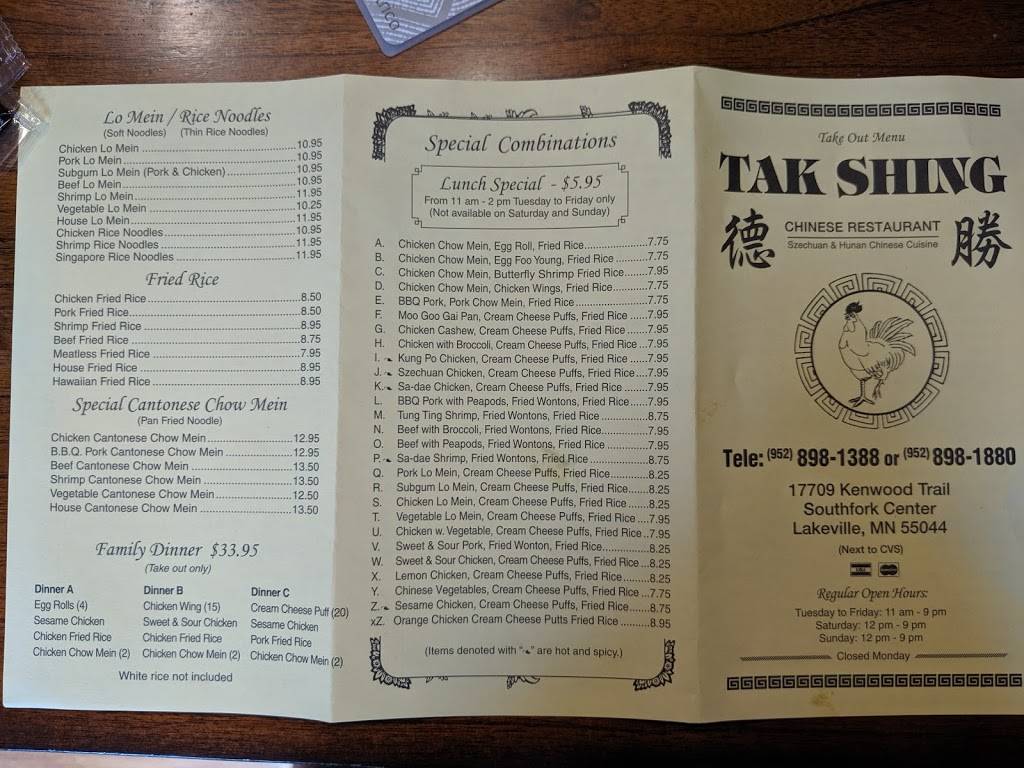 Lo Mein / Rice Noodles
(Soft Noodles) (Thin Rice Noodles)
Chicken Lo Mein 10.95
Pork Lo Mein 10.95
Subgum Lo Mein (Pork & Chicken) 10.95
Beef Lo Mein 10.95
Shrimp Lo Mein 11.95
Vegetable Lo Mein 10.25
House Lo Mein 11.95
Chicken Rice Noodles 10.95
Shrimp Rice Noodles 11.95
Singapore Rice Noodles 11.95
Fried Rice
Chicken Fried Rice 8.50
Pork Fried Rice 8.50
Shrimp Fried Rice 8.95
Beef Fried Rice 8.75
Meatless Fried Rice 7.95
House Fried Rice 8.95
Hawaiian Fried Rice 8.95
Special Cantonese Chow Mein
(Pan Fried Noodle)
Chicken Cantonese Chow Mein 12.95
B.B.Q. Pork Cantonese Chow Mein 12.95
Beef Cantonese Chow Mein 13.50
Shrimp Cantonese Chow Mein 13.50
Vegetable Cantonese Chow Mein 12.50
House Cantonese Chow Mein 13.50
Family Dinner $33.95
(Take out only)
Dinner A
Egg Rolls (4)
Sesame Chicken
Chicken Fried Rice
Chicken Chow Mein (2)
Dinner B
Chicken Wing (15)
Sweet & Sour Chicken
Chicken Fried Rice
Chicken Chow Mein (2)
Dinner C
Cream Cheese Puff (20)
Sesame Chicken
Pork Fried Rice
Chicken Chow Mein (2)
White rice not included
Special Combinations
Lunch Special - $5.95
From 11 am - 2 pm Tuesday to Friday only
(Not available on Saturday and Sunday)
A. Chicken Chow Mein, Egg Roll, Fried Rice 7.75
B. Chicken Chow Mein, Egg Foo Young, Fried Rice 7.75
C. Chicken Chow Mein, Butterfly Shrimp Fried Rice 7.95
D. Chicken Chow Mein, Chicken Wings, Fried Rice 7.75
E. BBQ Pork, Pork Chow Mein, Fried Rice 7.75
F. Moo Goo Gai Pan, Cream Cheese Puffs, Fried Rice 7.95
G. Chicken Cashew, Cream Cheese Puffs, Fried Rice 7.95
H. Chicken with Broccoli, Cream Cheese Puffs, Fried Rice 7.95
I. Kung Po Chicken, Cream Cheese Puffs, Fried Rice 7.95
J. Szechuan Chicken, Cream Cheese Puffs, Fried Rice 7.95
K. Sa-dae Chicken, Cream Cheese Puffs, Fried Rice 7.95
L. BBQ Pork with Peapods, Fried Wontons, Fried Rice 7.95
M. Tung Ting Shrimp, Fried Wontons, Fried Rice 8.75
N. Beef with Broccoli, Fried Wontons, Fried Rice 7.95
O. Beef with Peapods, Fried Wontons, Fried Rice 7.95
P. Sa-dae Shrimp, Fried Wontons, Fried Rice 8.75
Q. Pork Lo Mein, Cream Cheese Puffs, Fried Rice 8.25
R. Subgum Lo Mein, Cream Cheese Puffs, Fried Rice 8.25
S. Chicken Lo Mein, Cream Cheese Puffs, Fried Rice 8.25
T. Vegetable Lo Mein, Cream Cheese Puffs, Fried Rice 7.95
U. Chicken w. Vegetable, Cream Cheese Puffs, Fried Rice 7.95
V. Sweet & Sour Pork, Fried Wonton, Fried Rice 8.25
W. Sweet & Sour Chicken, Cream Cheese Puffs, Fried Rice 8.25
X. Lemon Chicken, Cream Cheese Puffs, Fried Rice 8.25
Y. Chinese Vegetables, Cream Cheese Puffs, Fried Rice 7.75
Z. Sesame Chicken, Cream Cheese Puffs, Fried Rice 8.75
xZ. Orange Chicken Cream Cheese Putts Fried Rice 8.95
(Items denoted with "" are hot and spicy.)
Take Out Menu
TAK SHING
德 勝
CHINESE RESTAURANT
Szechuan & Hunan Chinese Cuisine
Tele: (952) 898-1388 or (952) 898-1880
17709 Kenwood Trail
Southfork Center
Lakeville, MN 55044
(Next to CVS)
Regular Open Hours:
Tuesday to Friday: 11 am - 9 pm
Saturday: 12 pm - 9 pm
Sunday: 12 pm - 9 pm
Closed Monday